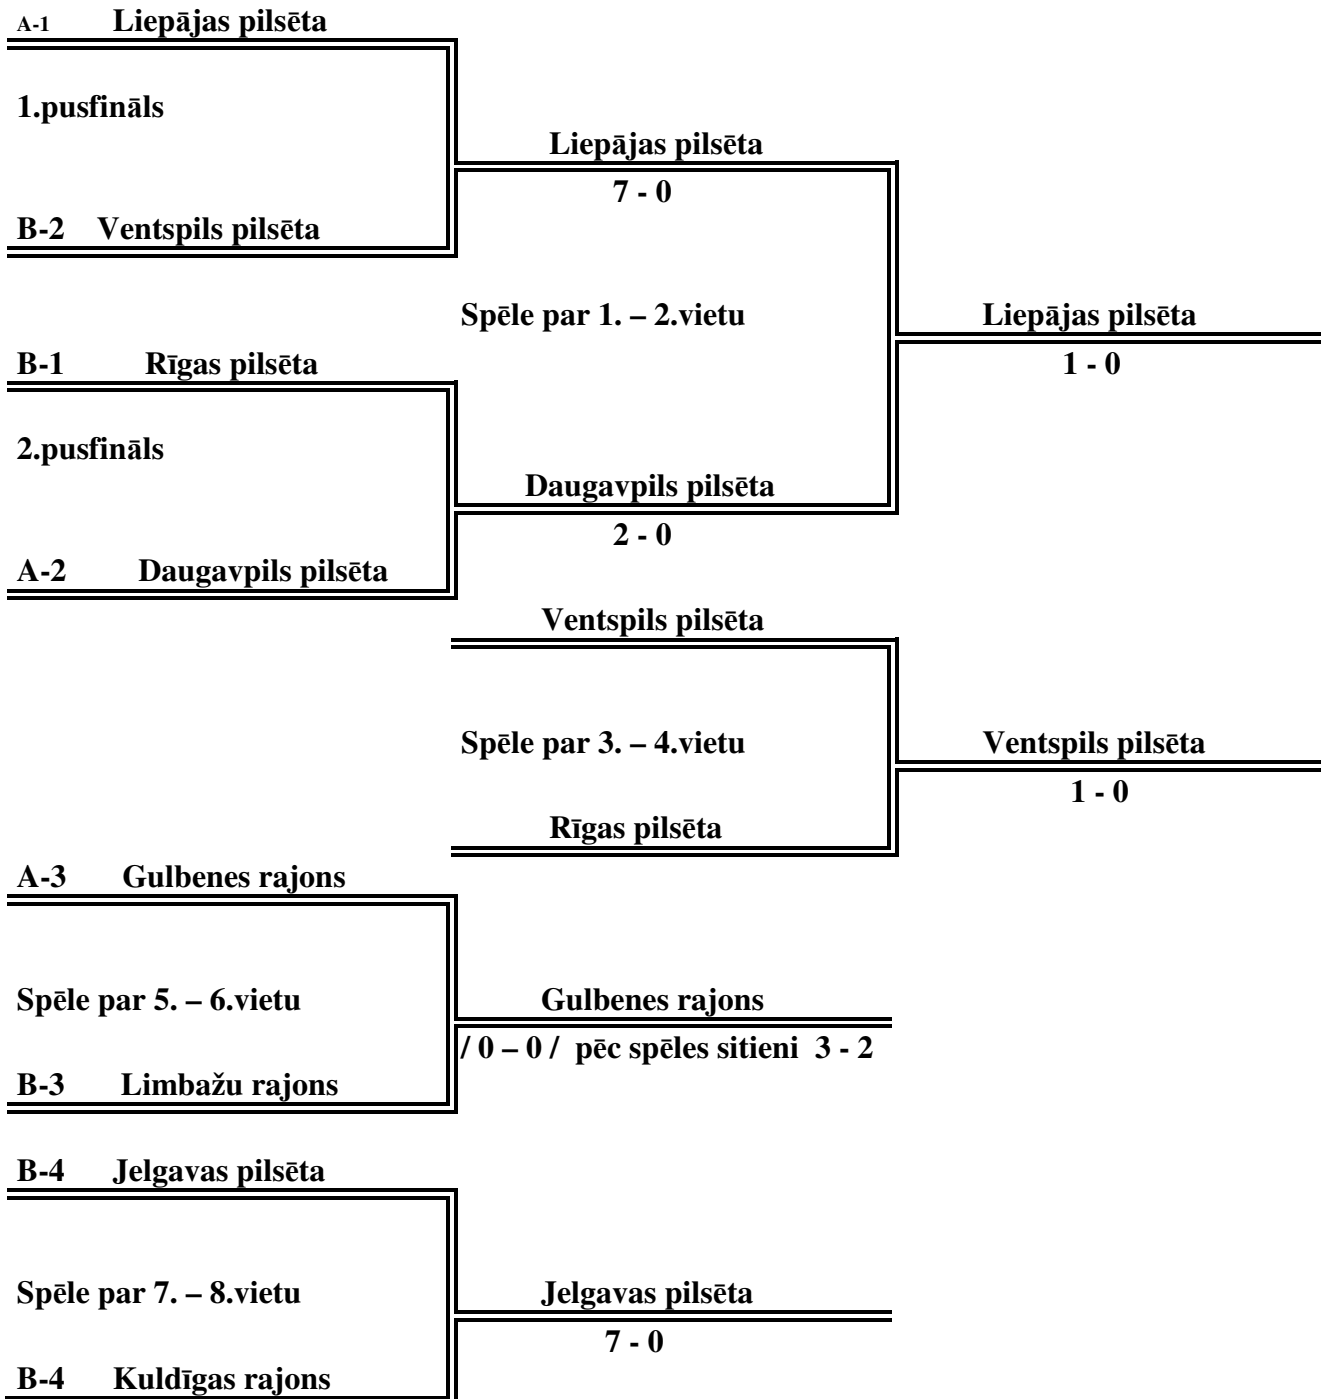 A-1 Liepājas pilsēta
1.pusfināls
Liepājas pilsēta
7 - 0
B-2 Ventspils pilsēta
Spēle par 1. – 2.vietu
Liepājas pilsēta
1 - 0
B-1 Rīgas pilsēta
2.pusfināls
Daugavpils pilsēta
2 - 0
A-2 Daugavpils pilsēta
Ventspils pilsēta
Spēle par 3. – 4.vietu
Ventspils pilsēta
1 - 0
Rīgas pilsēta
A-3 Gulbenes rajons
Spēle par 5. – 6.vietu
Gulbenes rajons
/ 0 – 0 / pēc spēles sitieni 3 - 2
B-3 Limbažu rajons
B-4 Jelgavas pilsēta
Spēle par 7. – 8.vietu
Jelgavas pilsēta
7 - 0
B-4 Kuldīgas rajons